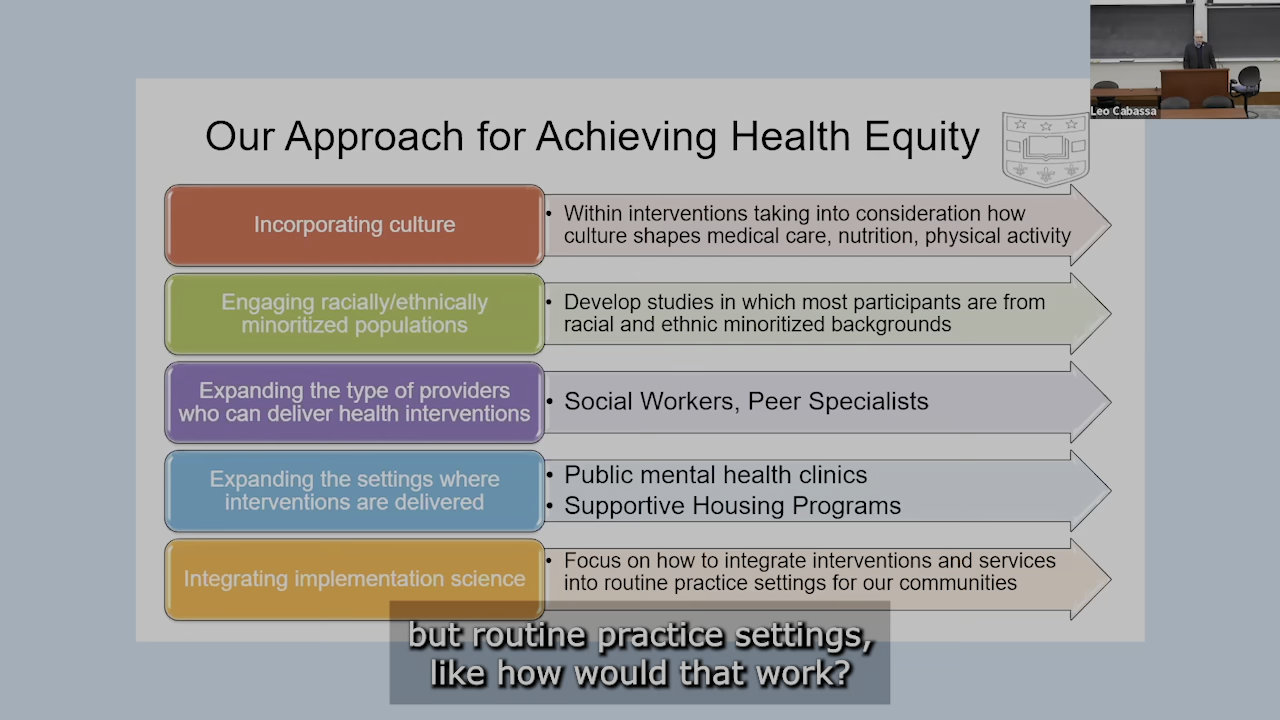 Leo Cabassa
Our Approach for Achieving Health Equity
Incorporating culture
• Within interventions taking into consideration how
culture shapes medical care, nutrition, physical activity
Engaging racially/ethnically
minoritized populations
• Develop studies in which most participants are from
racial and ethnic minoritized backgrounds
Expanding the type of providers
who can deliver health interventions
• Social Workers, Peer Specialists
Expanding the settings where
interventions are delivered
• Public mental health clinics
• Supportive Housing Programs
Integrating implementation science
• Focus on how to integrate interventions and services
into routine practice settings for our communities
but routine practice settings,
like how would that work?